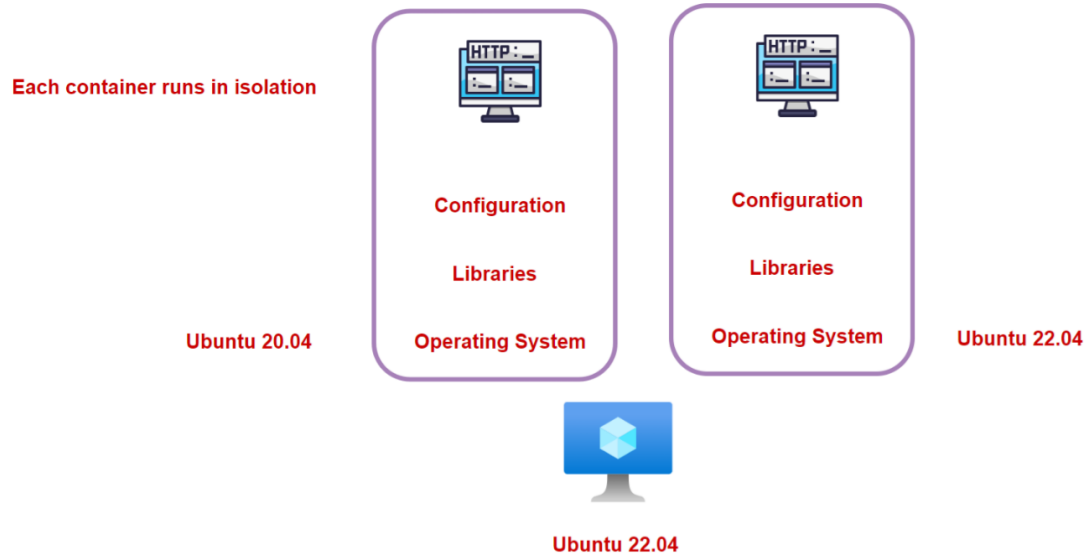 HTTP:_
HTTP:_
Each container runs in isolation
Configuration
Configuration
Libraries
Libraries
Ubuntu 20.04
Operating System
Operating System
Ubuntu 22.04
Ubuntu 22.04